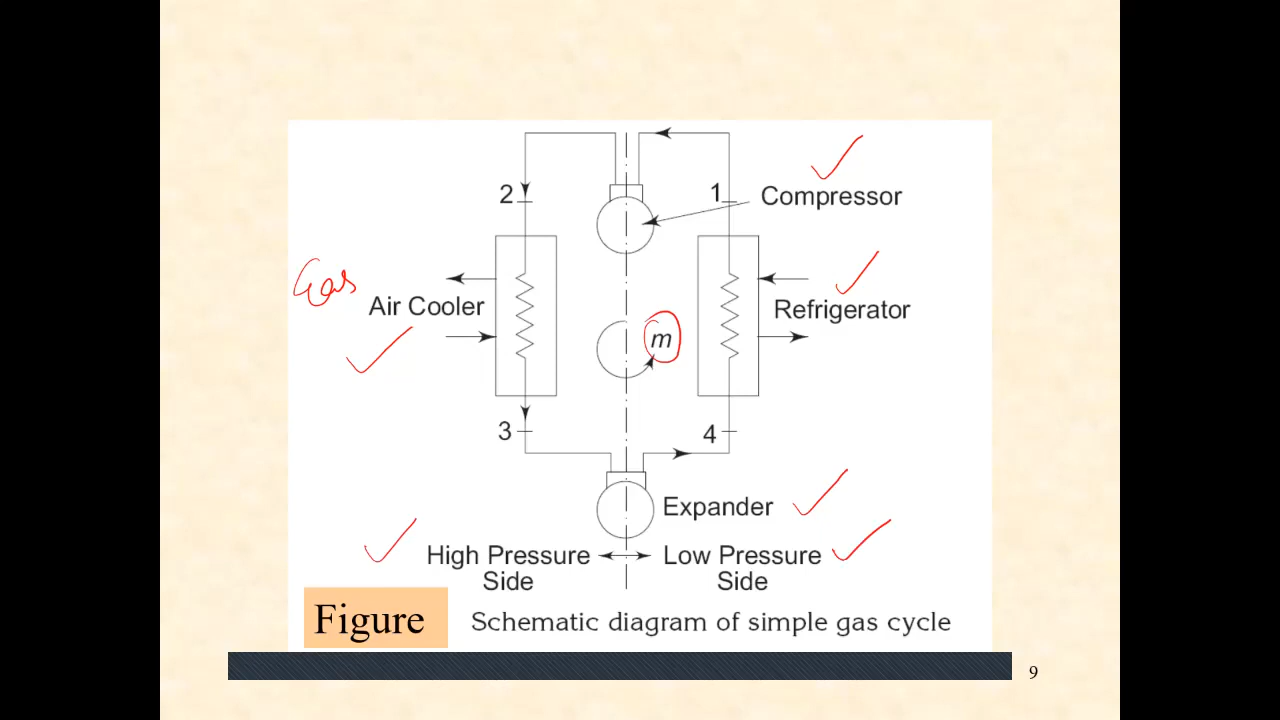 2
1
Compressor
Gas
Air Cooler
m
Refrigerator
3
4
Expander
High Pressure
Side
Low Pressure
Side
Figure
Schematic diagram of simple gas cycle
9